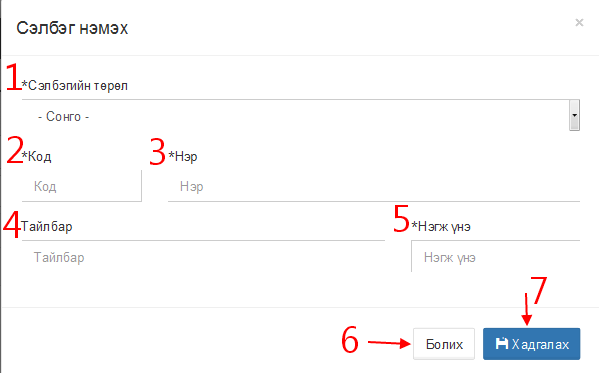 Сэлбэг нэмэх ×
1 *Сэлбэгийн төрөл
- Сонго -
2 *Код 3 *Нэр
Код Нэр
4 Тайлбар 5 *Нэгж үнэ
Тайлбар Нэгж үнэ
7
6 Болих Хадгалах